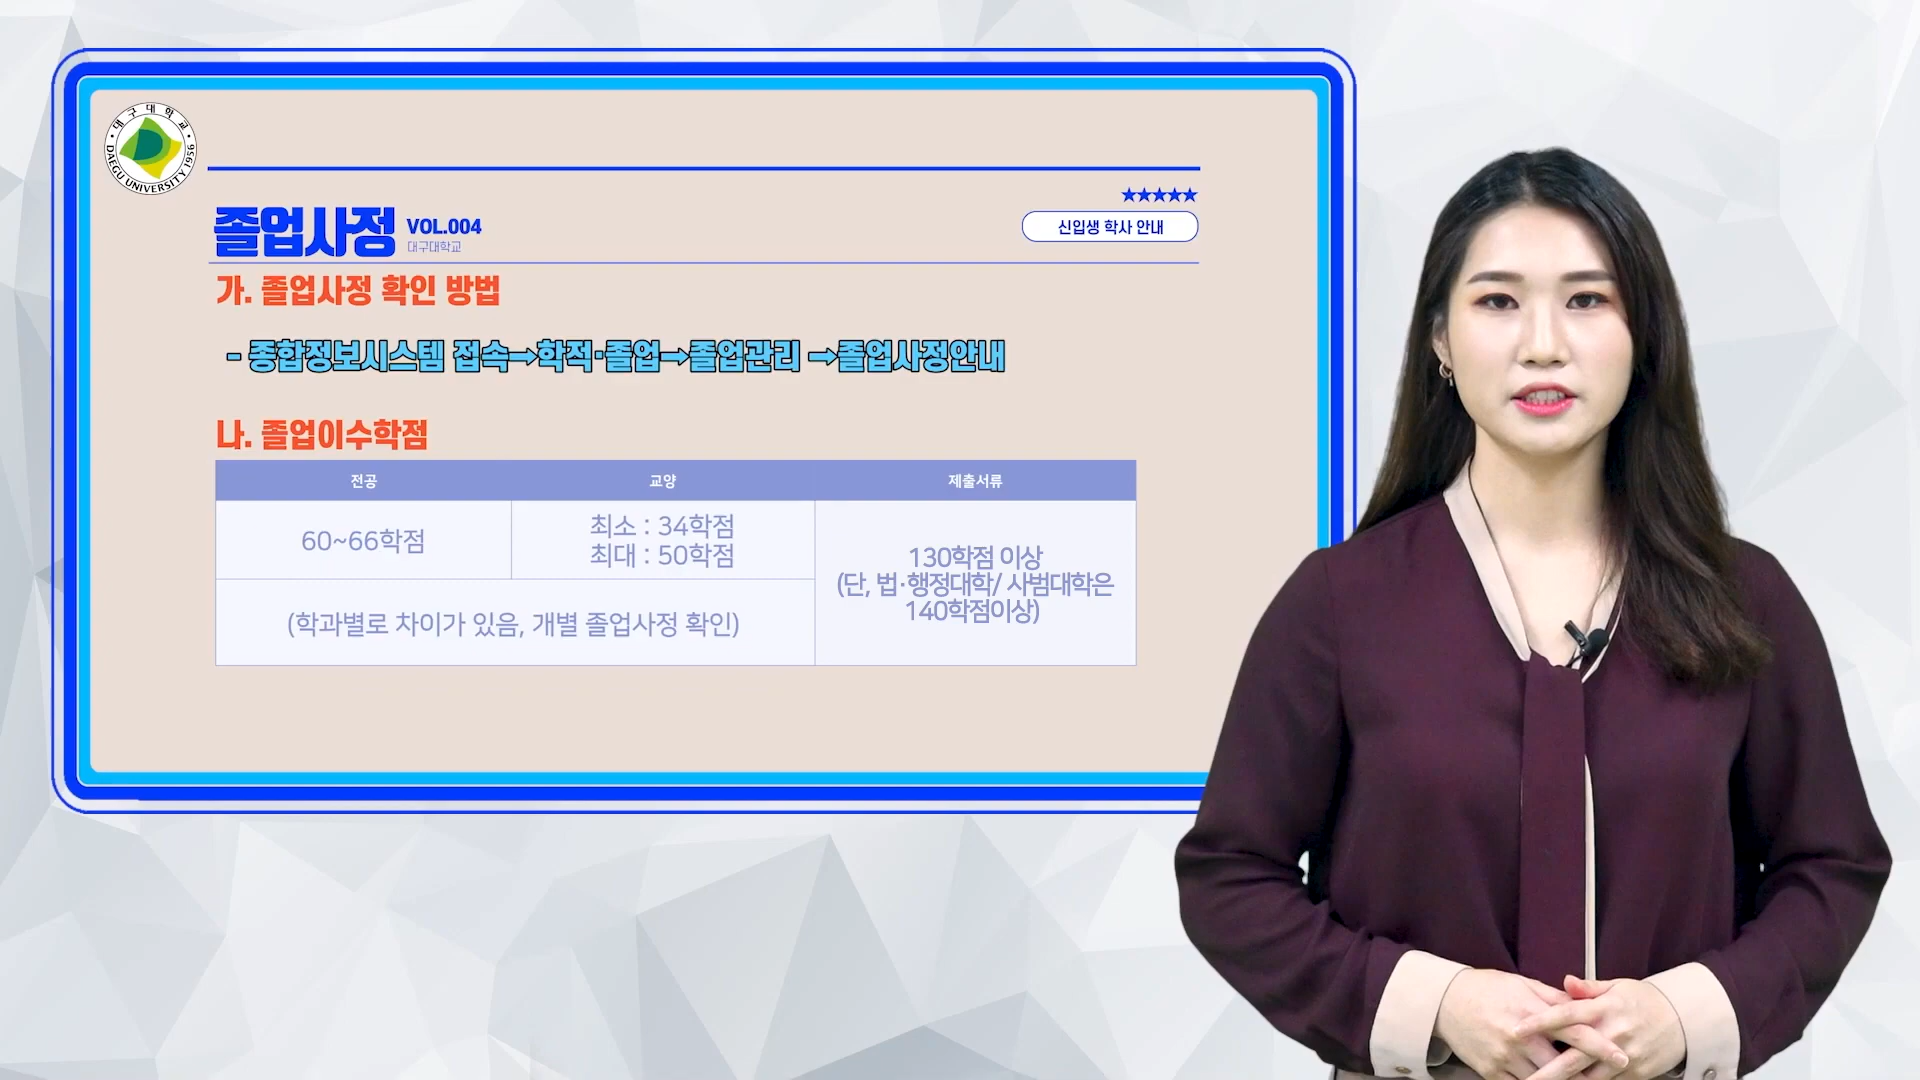 대구대학교
DAEGU UNIVERSITY 1956
★★★★★
졸업사정 VOL.004
대구대학교
신입생 학사 안내
가. 졸업사정 확인 방법
- 종합정보시스템 접속→학적·졸업→졸업관리 →졸업사정안내
나. 졸업이수학점
전공 교양 제출서류
60~66학점
최소 : 34학점
최대 : 50학점
(학과별로 차이가 있음, 개별 졸업사정 확인)
130학점 이상
(단, 법·행정대학/ 사범대학은
140학점이상)